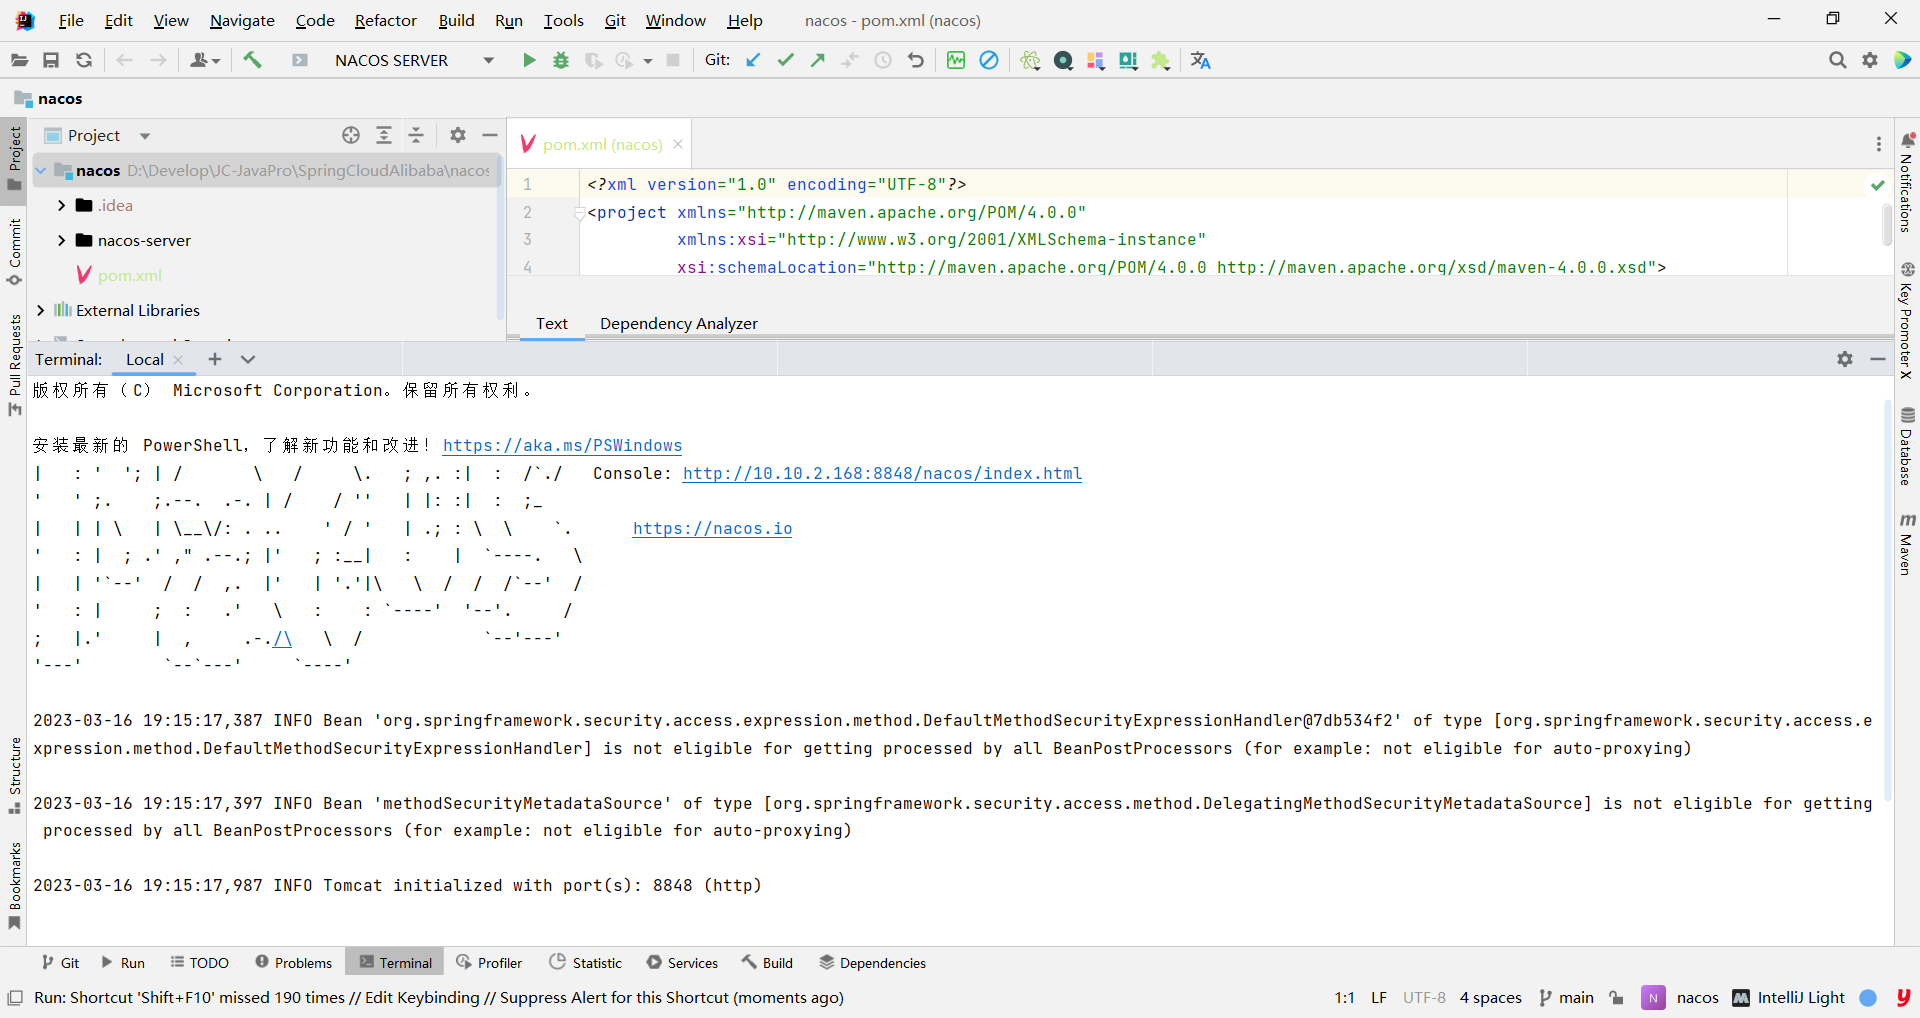 File Edit View Navigate Code Refactor Build Run Tools Git Window Help nacos - pom.xml (nacos)
NACOS SERVER Git:
nacos
Project
pom.xml (nacos)
nacos D:\Develop\JC-JavaPro\SpringCloudAlibaba\nacos
.idea
nacos-server
pom.xml
External Libraries
1 <?xml version="1.0" encoding="UTF-8"?>
2 <project xmlns="http://maven.apache.org/POM/4.0.0"
3 xmlns:xsi="http://www.w3.org/2001/XMLSchema-instance"
4 xsi:schemaLocation="http://maven.apache.org/POM/4.0.0 http://maven.apache.org/xsd/maven-4.0.0.xsd">
Text Dependency Analyzer
Project
Commit
Pull Requests
Structure
Bookmarks
Notifications
Key Promoter X
Database
Maven
Terminal: Local
版权所有（C） Microsoft Corporation。保留所有权利。
安装最新的 PowerShell，了解新功能和改进！https://aka.ms/PSWindows
|   : '  '; | /       \   /     \.   ; ,. :|  :  /`./   Console: http://10.10.2.168:8848/nacos/index.html
'   ' ;.    ;.--.  .-. | /    / ''   | |: :|  :  ;_
|   | | \   | \__\/: . ..    ' / '   | .; : \  \    `.      https://nacos.io
'   : |  ; .' ," .--.; |'   ; :__|   :    |  `----.   \
|   | '`--'  /  /  ,.  |'   | '.'|\   \  /  /  /`--'  /
'   : |     ;  :   .'   \   :    : `----'  '--'.     /
;   |.'     |  ,     .-./\   \  /            `--'---'
'---'        `--`---'     `----'
2023-03-16 19:15:17,387 INFO Bean 'org.springframework.security.access.expression.method.DefaultMethodSecurityExpressionHandler@7db534f2' of type [org.springframework.security.access.e
xpression.method.DefaultMethodSecurityExpressionHandler] is not eligible for getting processed by all BeanPostProcessors (for example: not eligible for auto-proxying)
2023-03-16 19:15:17,397 INFO Bean 'methodSecurityMetadataSource' of type [org.springframework.security.access.method.DelegatingMethodSecurityMetadataSource] is not eligible for getting
processed by all BeanPostProcessors (for example: not eligible for auto-proxying)
2023-03-16 19:15:17,987 INFO Tomcat initialized with port(s): 8848 (http)
Git Run TODO Problems Terminal Profiler Statistic Services Build Dependencies
Run: Shortcut 'Shift+F10' missed 190 times // Edit Keybinding // Suppress Alert for this Shortcut (moments ago) 1:1 LF UTF-8 4 spaces main N nacos IntelliJ Light